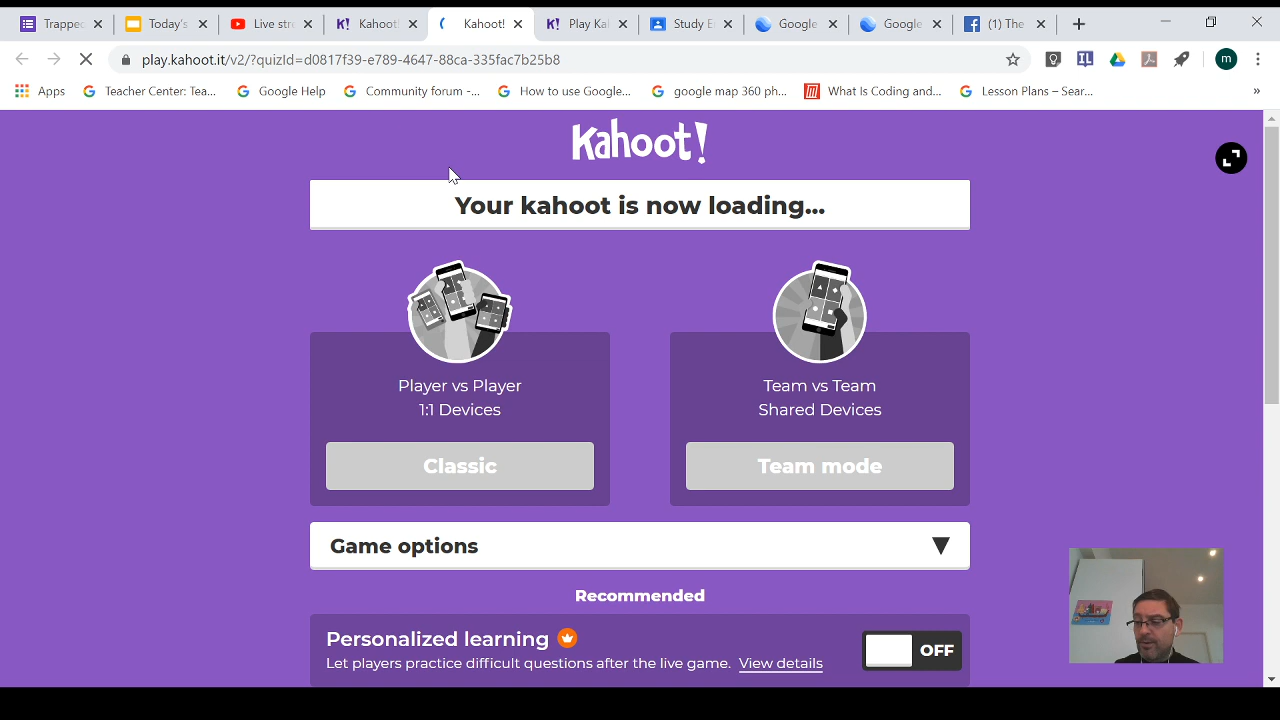 Trappe
Today's
Live str
Kahoot!
Kahoot!
Play Ka
Study E
Google
Google
(1) The
play.kahoot.it/v2/?quizId=d0817f39-e789-4647-88ca-335fac7b25b8
IL
m
Apps
Teacher Center: Tea...
Google Help
Community forum -...
How to use Google...
google map 360 ph...
What Is Coding and...
Lesson Plans – Sear...
»
Kahoot!
Your kahoot is now loading...
Player vs Player
1:1 Devices
Classic
Team vs Team
Shared Devices
Team mode
Game options
Recommended
Personalized learning
Let players practice difficult questions after the live game. View details
OFF